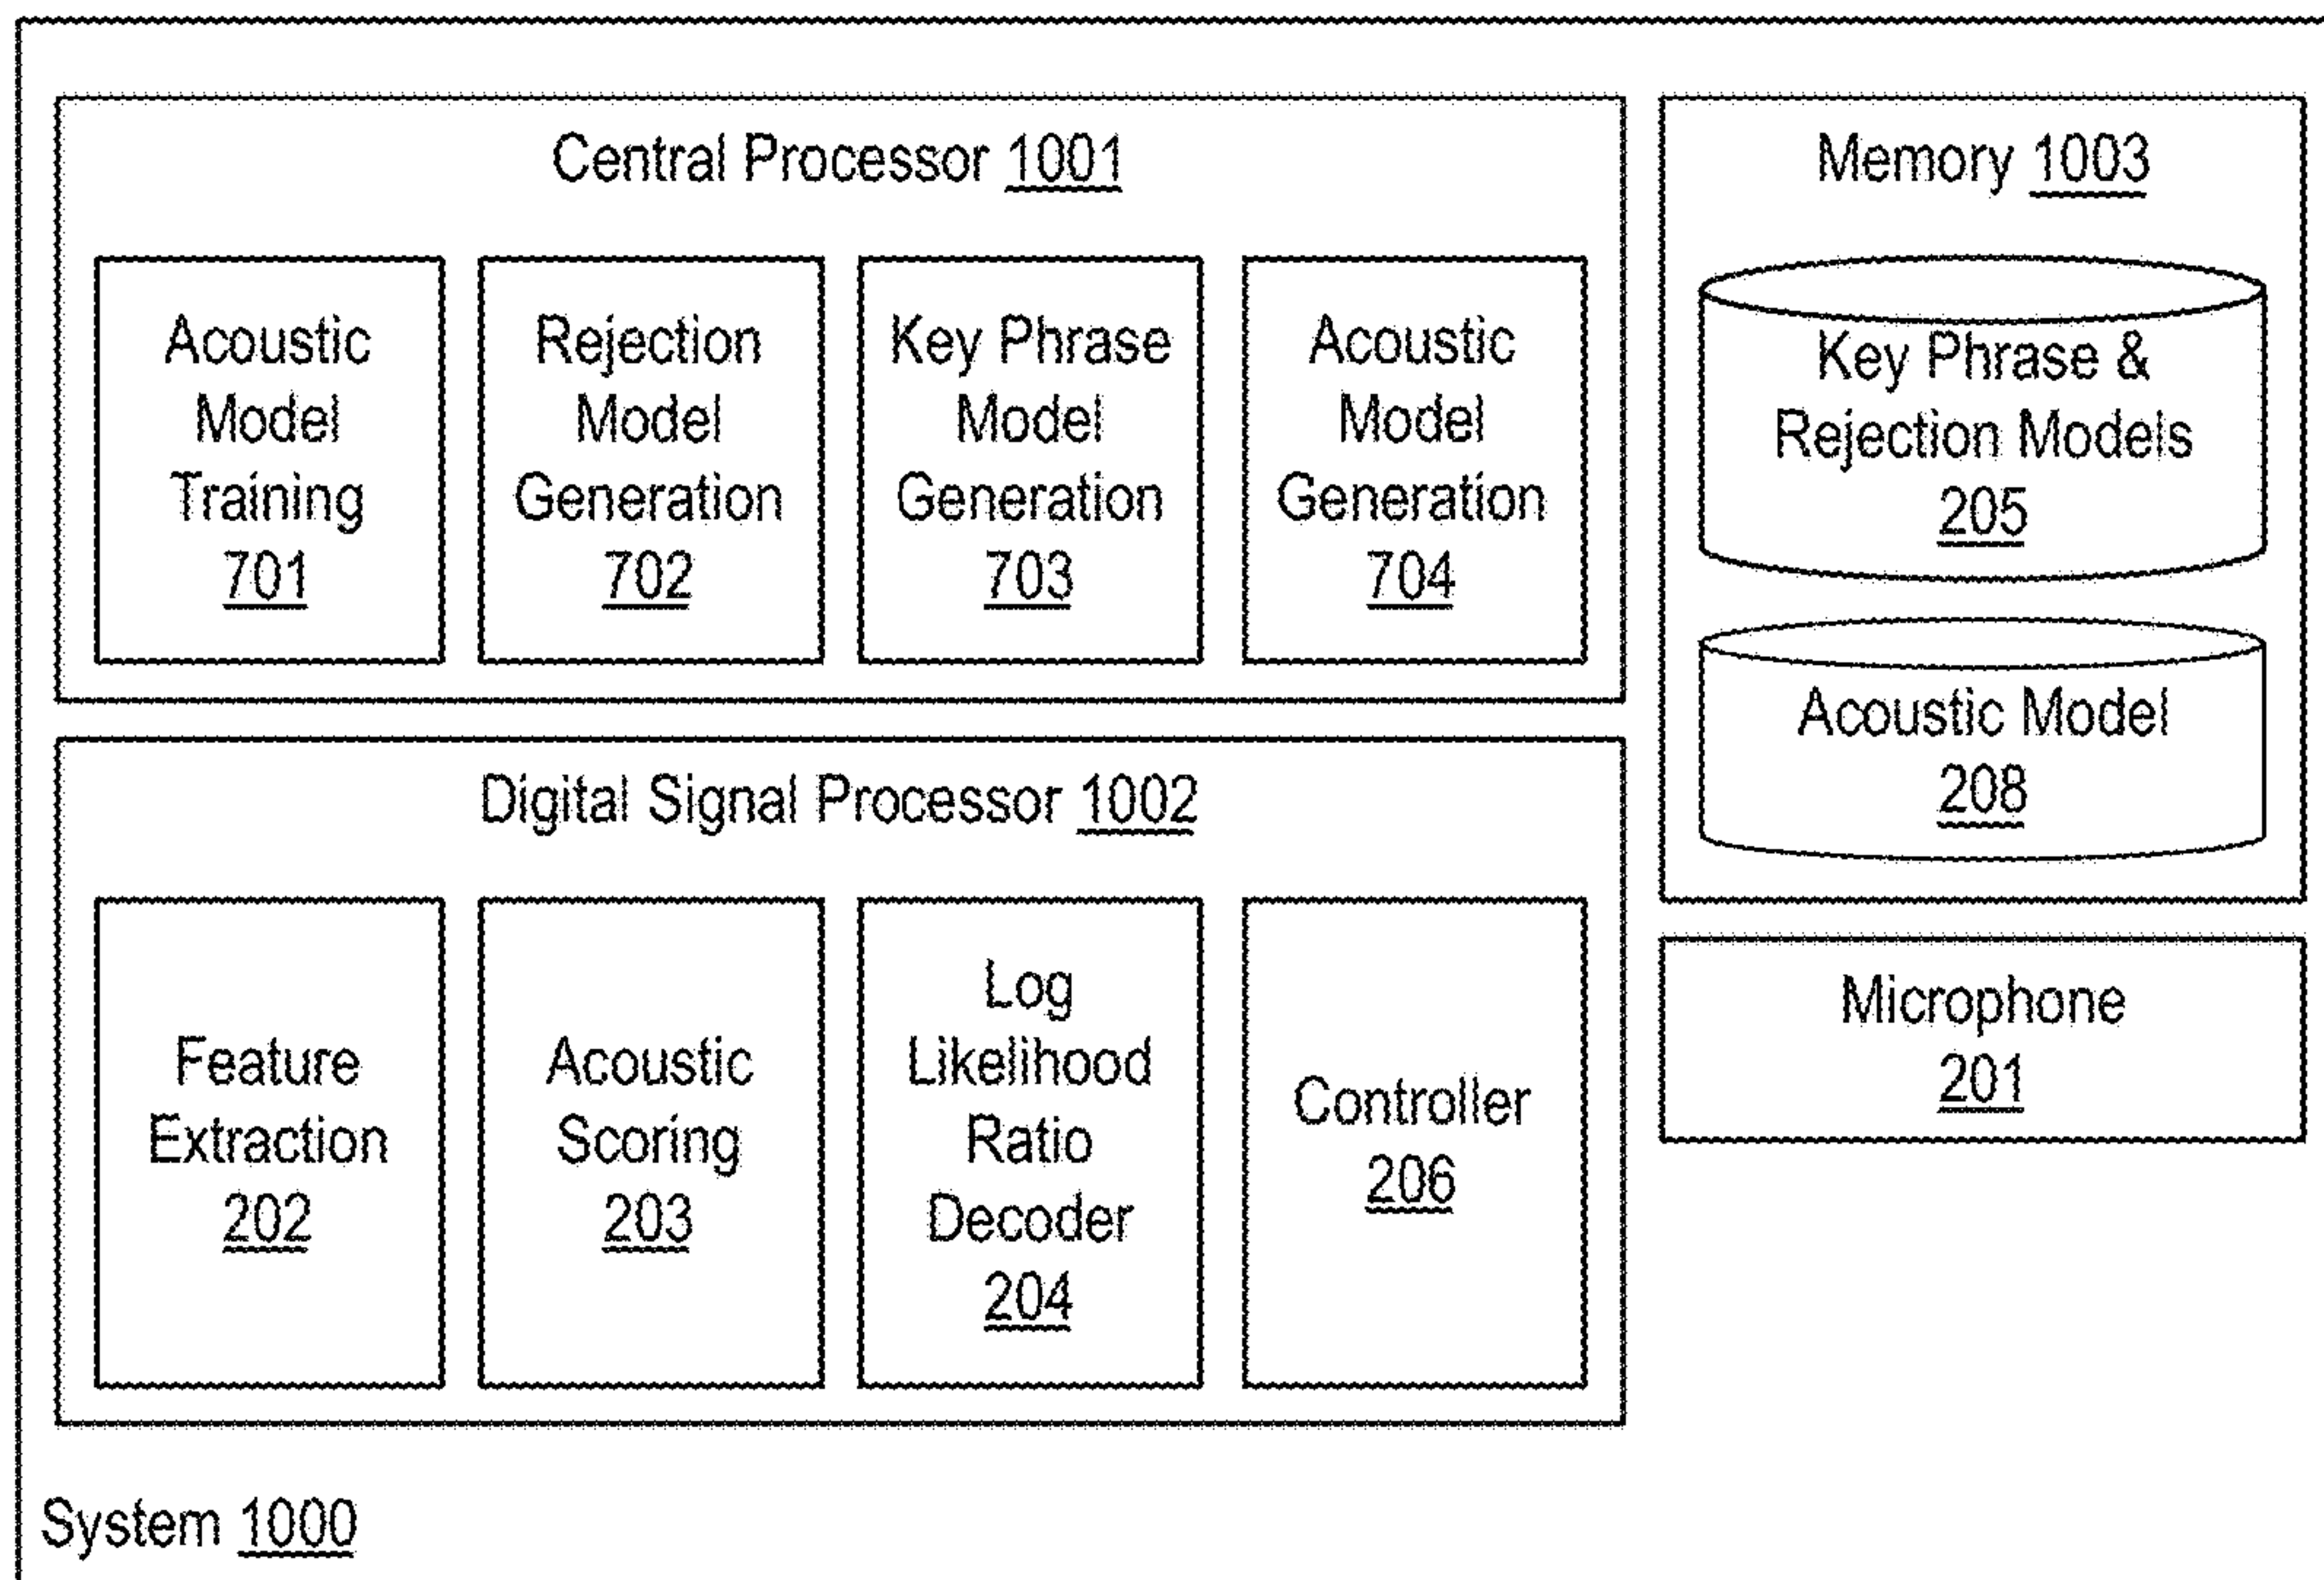 Central Processor 1001
Acoustic
Model
Training
701
Rejection
Model
Generation
702
Key Phrase
Model
Generation
703
Acoustic
Model
Generation
704
Memory 1003
Key Phrase &
Rejection Models
205
Acoustic Model
208
Digital Signal Processor 1002
Feature
Extraction
202
Acoustic
Scoring
203
Log
Likelihood
Ratio
Decoder
204
Controller
206
Microphone
201
System 1000